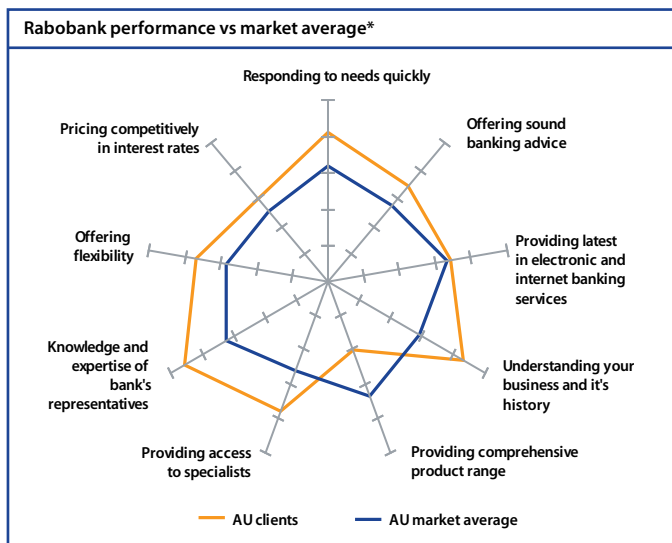 Rabobank performance vs market average*
Responding to needs quickly
Offering sound
banking advice
Providing latest
in electronic and
internet banking
services
Understanding your
business and it's
history
Providing comprehensive
product range
Providing access
to specialists
Knowledge and
expertise of
bank's
representatives
Offering
flexibility
Pricing competitively
in interest rates
AU clients
AU market average